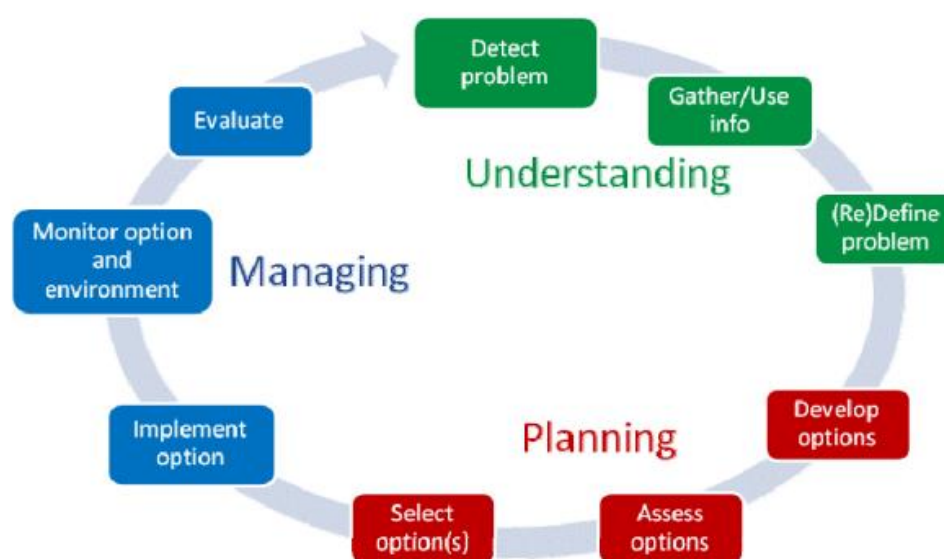 Detect
problem
Gather/Use
info
Understanding
(Re)Define
problem
Develop
options
Planning
Assess
options
Select
option(s)
Implement
option
Managing
Monitor option
and
environment
Evaluate